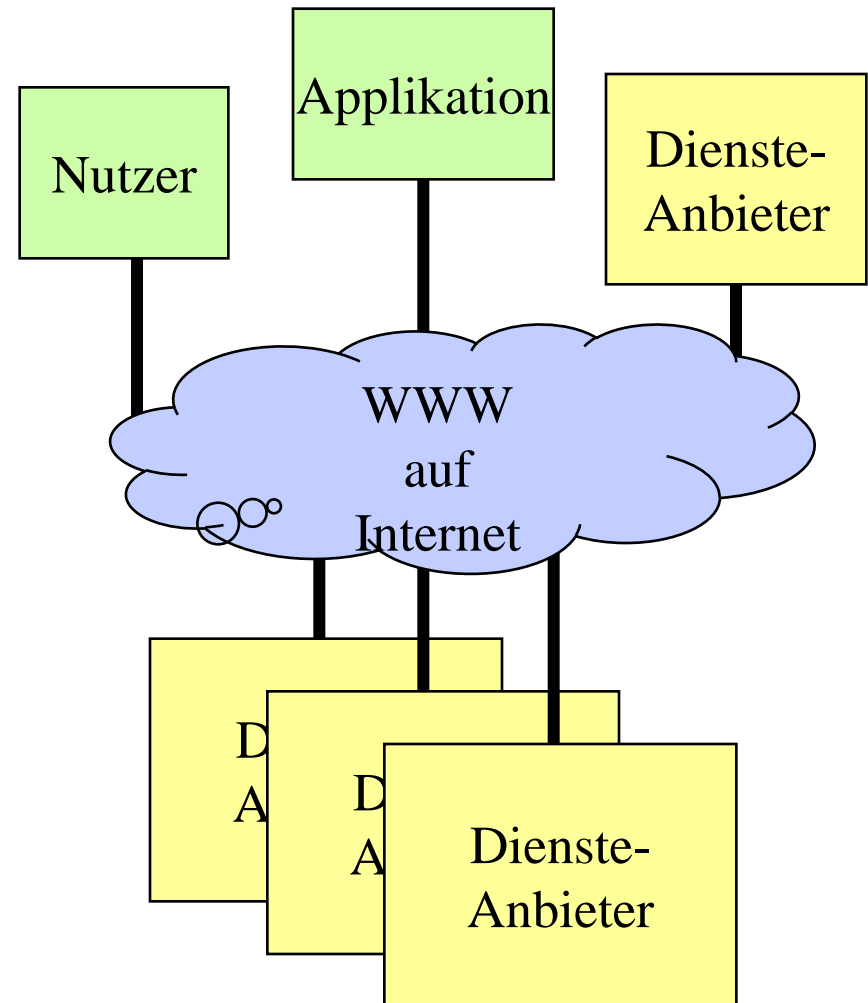 Applikation
Nutzer
Dienste-
Anbieter
WWW
auf
Internet
D
A
D
A
Dienste-
Anbieter